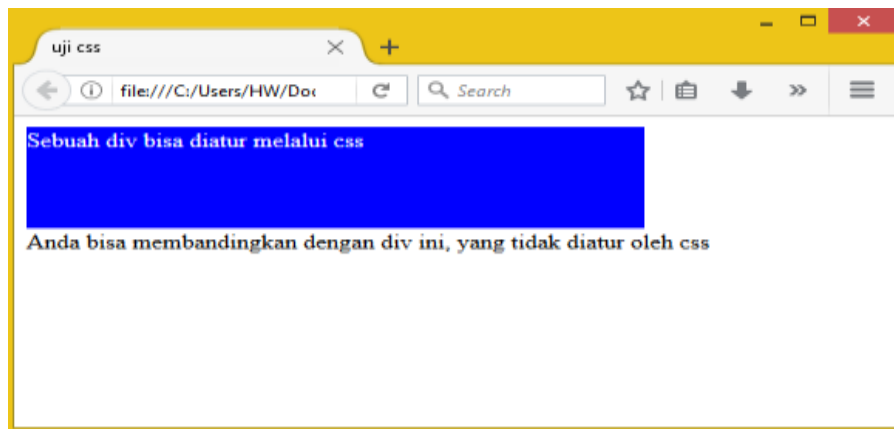 uji css
file:///C:/Users/HW/Doc
Search
Sebuah div bisa diatur melalui css
Anda bisa membandingkan dengan div ini, yang tidak diatur oleh css